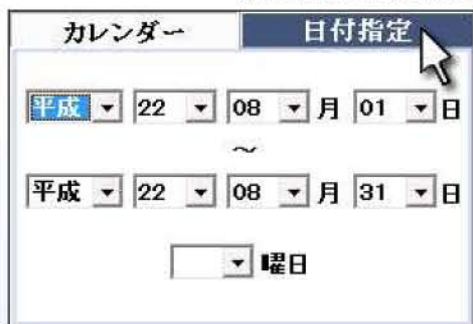 カレンダー 日付指定
平成 22 08 月 01 日
～
平成 22 08 月 31 日
曜日